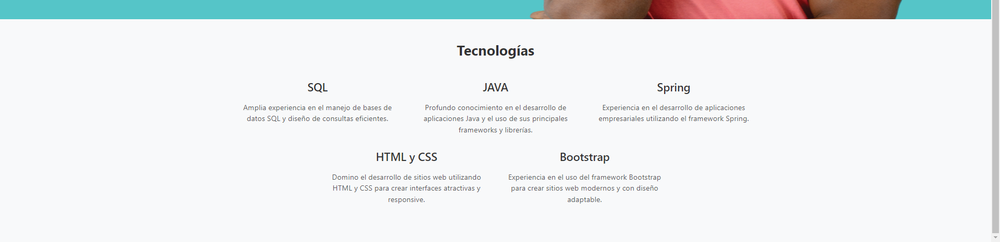 Tecnologías
SQL
Amplia experiencia en el manejo de bases de
datos SQL y diseño de consultas eficientes.
JAVA
Profundo conocimiento en el desarrollo de
aplicaciones Java y el uso de sus principales
frameworks y librerías.
Spring
Experiencia en el desarrollo de aplicaciones
empresariales utilizando el framework Spring.
HTML y CSS
Domino el desarrollo de sitios web utilizando
HTML y CSS para crear interfaces atractivas y
responsive.
Bootstrap
Experiencia en el uso del framework Bootstrap
para crear sitios web modernos y con diseño
adaptable.